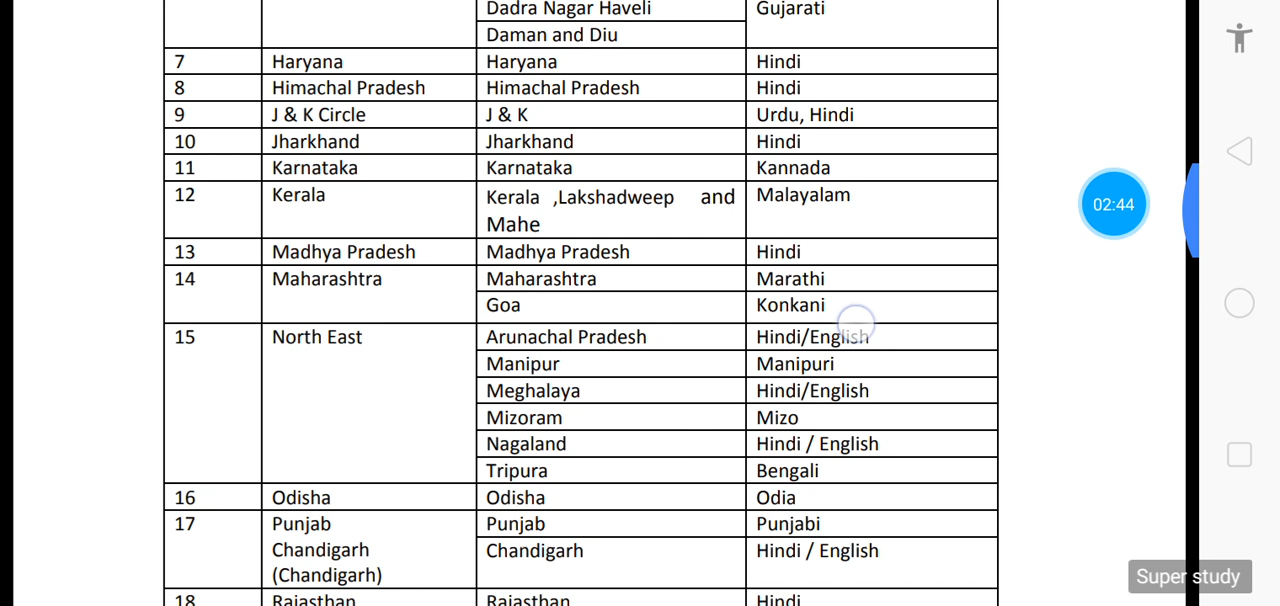 Dadra Nagar Haveli Gujarati
Daman and Diu
7 Haryana Haryana Hindi
8 Himachal Pradesh Himachal Pradesh Hindi
9 J & K Circle J & K Urdu, Hindi
10 Jharkhand Jharkhand Hindi
11 Karnataka Karnataka Kannada
12 Kerala Kerala ,Lakshadweep and Malayalam
Mahe
13 Madhya Pradesh Madhya Pradesh Hindi
14 Maharashtra Maharashtra Marathi
Goa Konkani
15 North East Arunachal Pradesh Hindi/English
Manipur Manipuri
Meghalaya Hindi/English
Mizoram Mizo
Nagaland Hindi / English
Tripura Bengali
16 Odisha Odisha Odia
17 Punjab Punjab Punjabi
Chandigarh Chandigarh Hindi / English
(Chandigarh)
18 Rajasthan Rajasthan Hindi
02:44
Super study